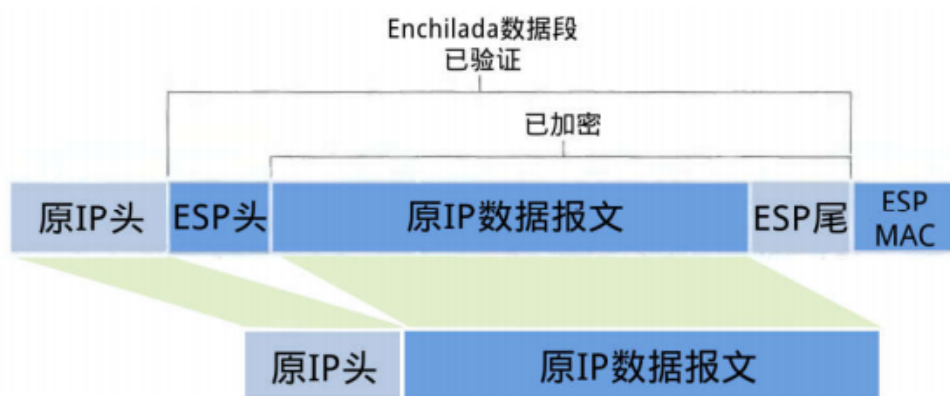 Enchilada数据段
已验证
已加密
原IP头
ESP头
原IP数据报文
ESP尾
ESP
MAC
原IP头
原IP数据报文